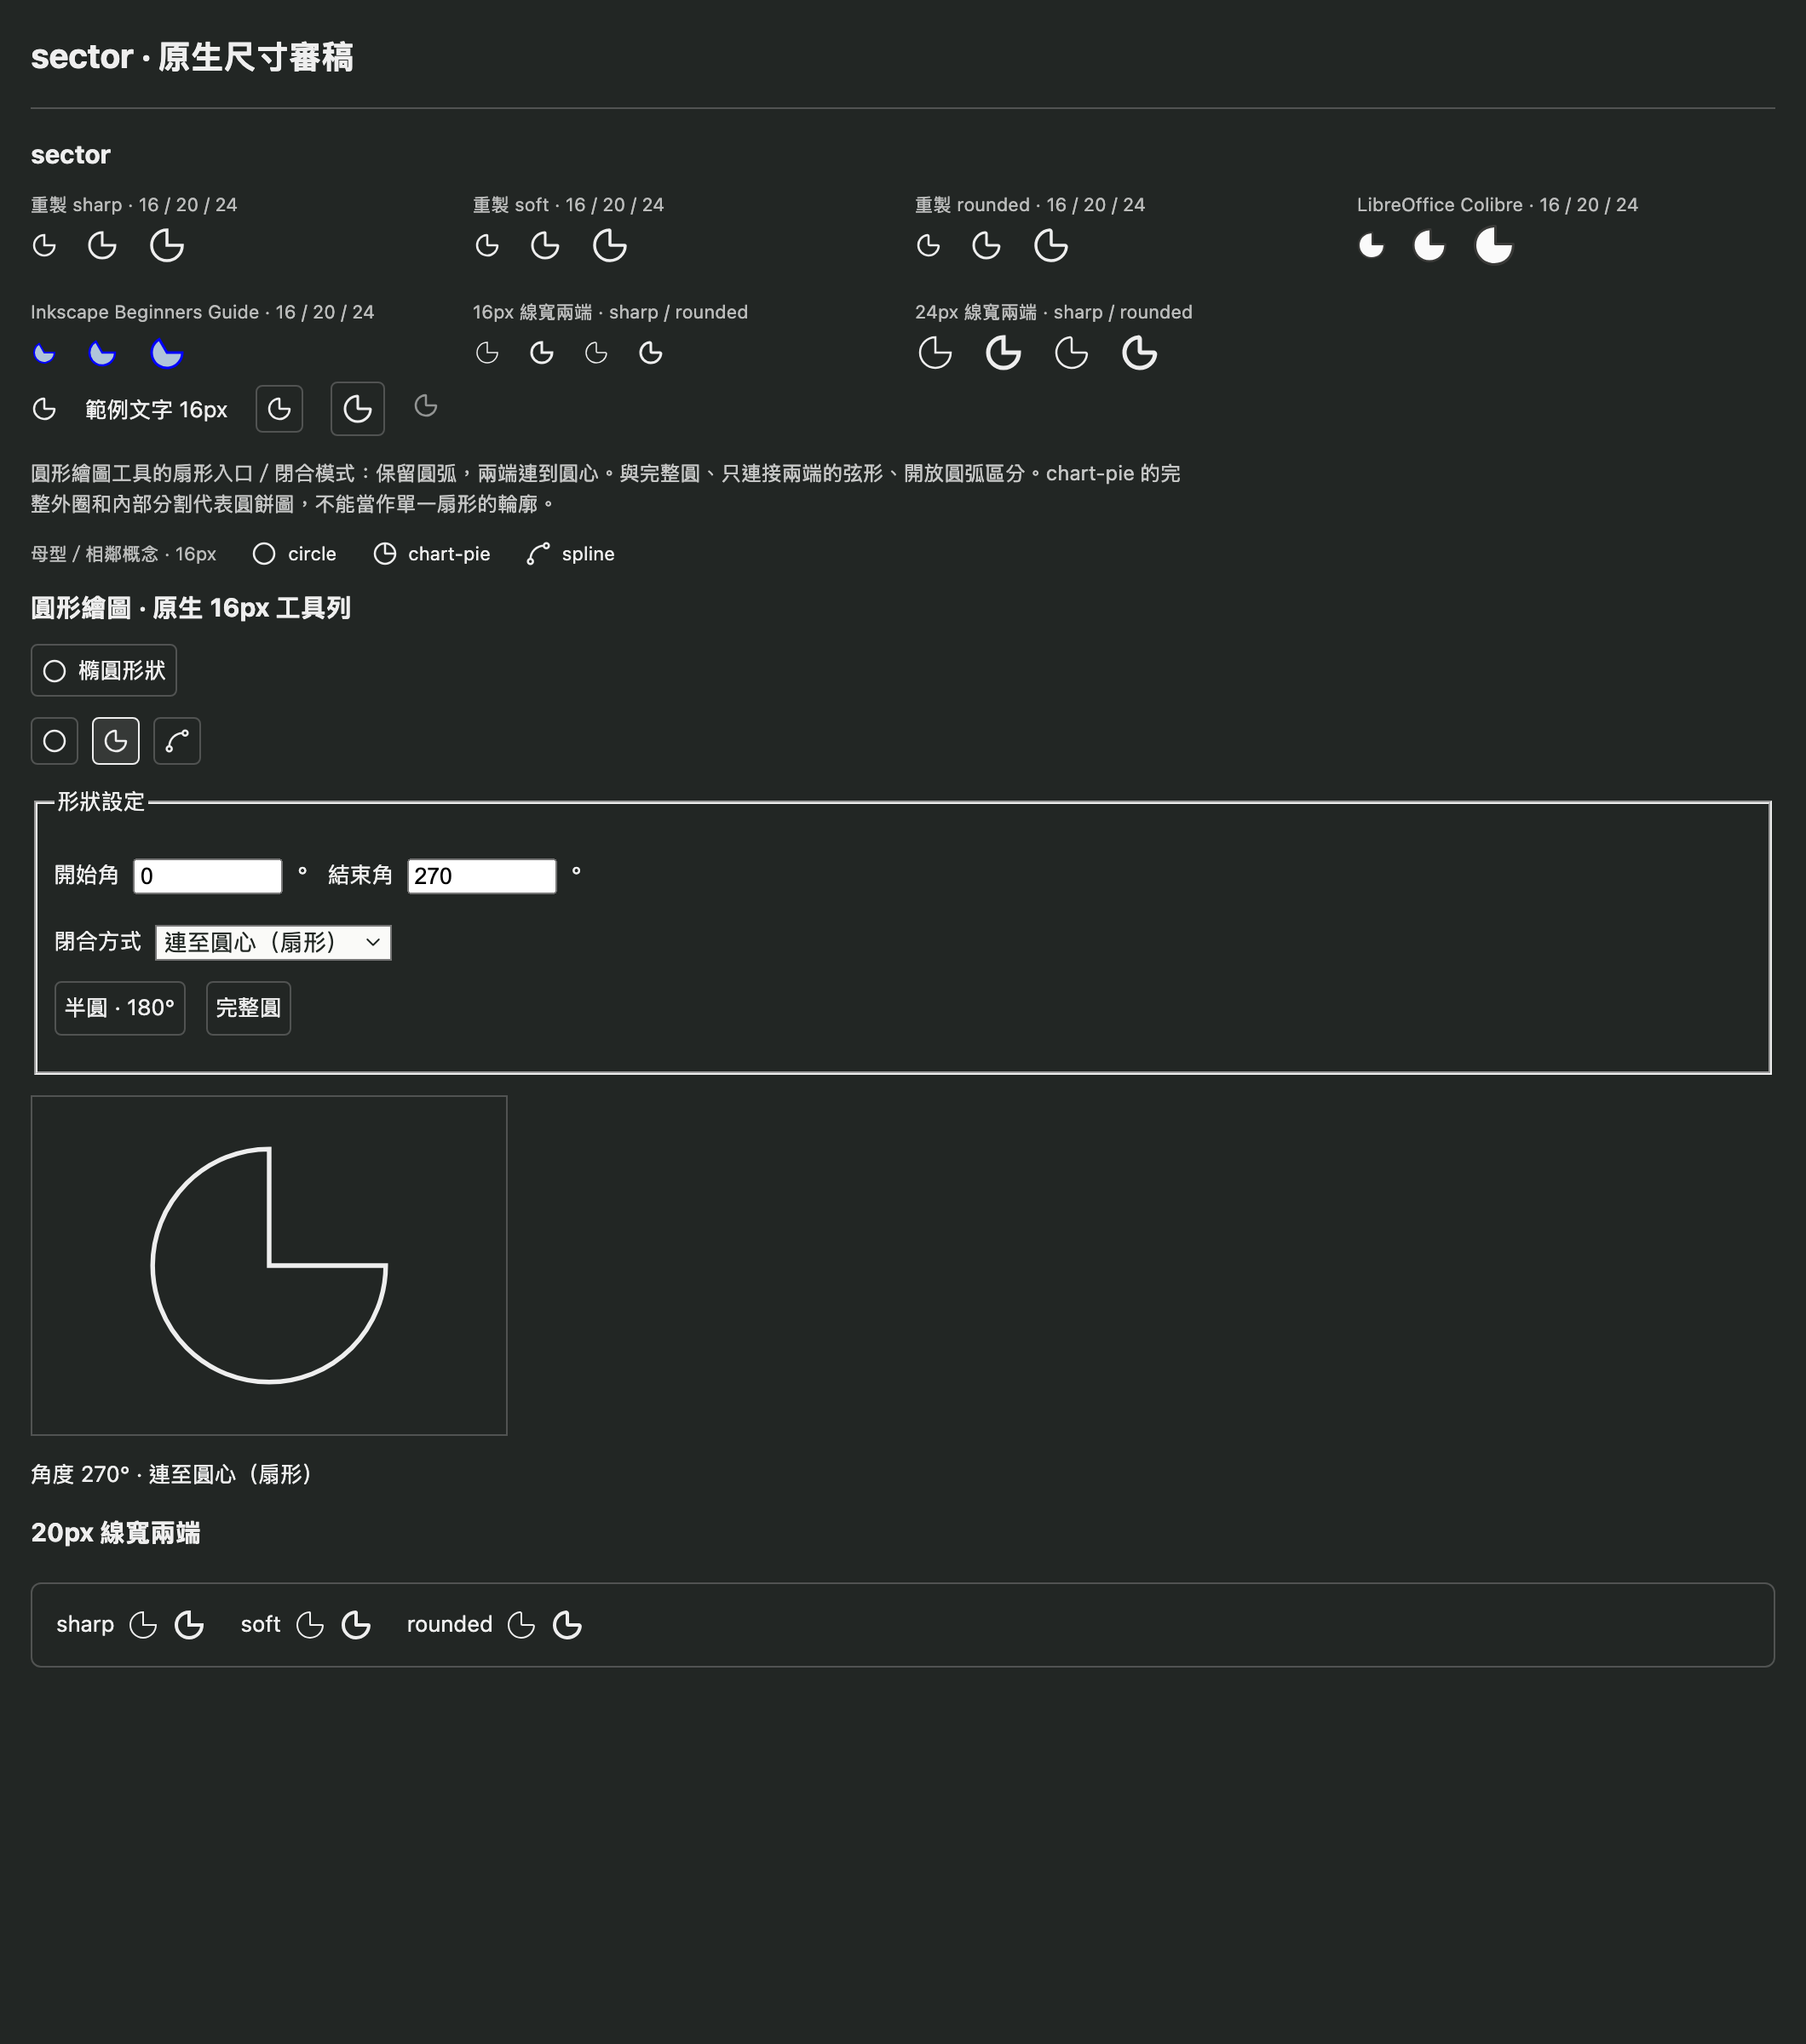 sector · 原生尺寸審稿
sector
重製 sharp · 16 / 20 / 24
重製 soft · 16 / 20 / 24
重製 rounded · 16 / 20 / 24
LibreOffice Colibre · 16 / 20 / 24
Inkscape Beginners Guide · 16 / 20 / 24
16px 線寬兩端 · sharp / rounded
24px 線寬兩端 · sharp / rounded
範例文字 16px
圓形繪圖工具的扇形入口 / 閉合模式：保留圓弧，兩端連到圓心。與完整圓、只連接兩端的弦形、開放圓弧區分。chart-pie 的完
整外圈和內部分割代表圓餅圖，不能當作單一扇形的輪廓。
母型 / 相鄰概念 · 16px circle chart-pie spline
圓形繪圖 · 原生 16px 工具列
橢圓形狀
形狀設定
開始角 0 ° 結束角 270 °
閉合方式 連至圓心（扇形）
半圓 · 180° 完整圓
角度 270° · 連至圓心（扇形）
20px 線寬兩端
sharp soft rounded